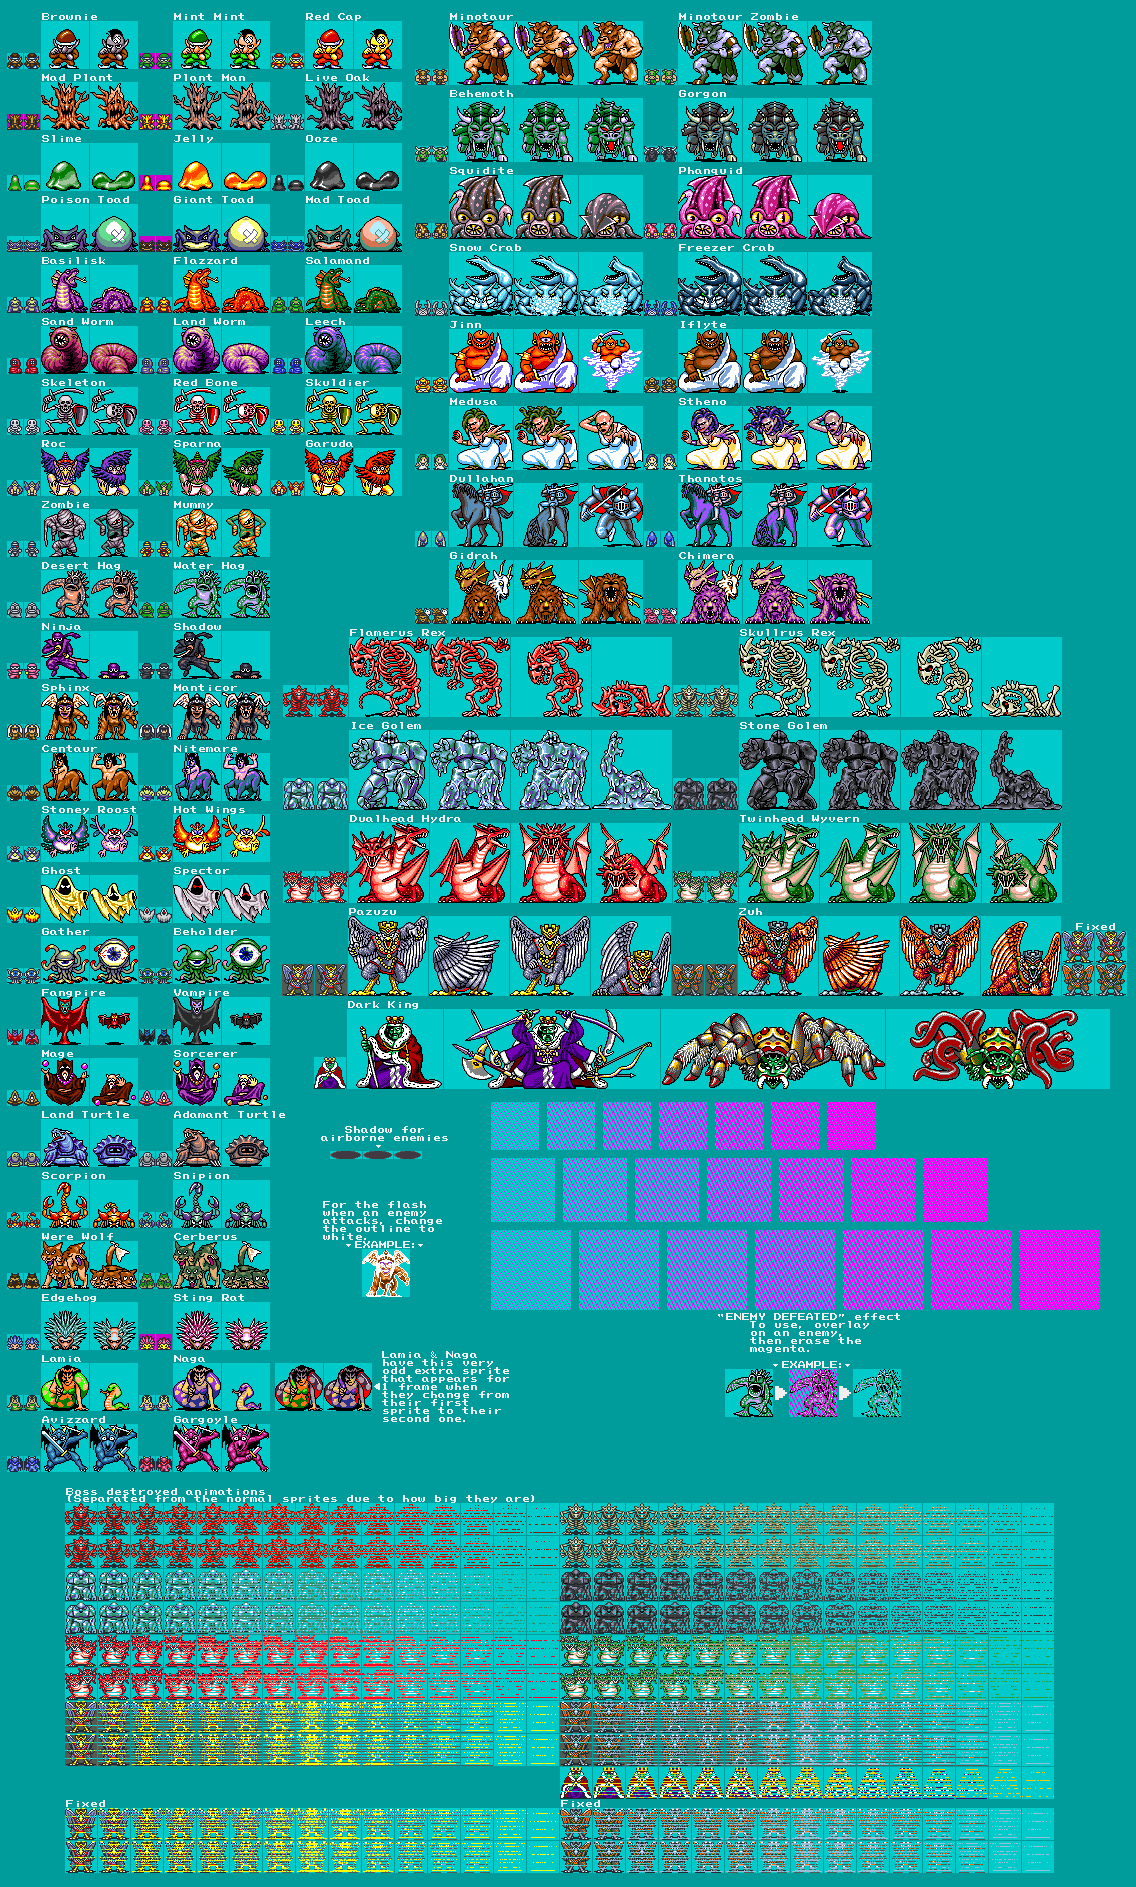 Brownie
Mint Mint
Red Cap
Minotaur
Minotaur Zombie
Mad Plant
Plant Man
Live Oak
Behemoth
Gorgon
Slime
Jelly
Ooze
Squidite
Phanquid
Poison Toad
Giant Toad
Mad Toad
Snow Crab
Freezer Crab
Basilisk
Flazzard
Salamand
Sand Worm
Land Worm
Leech
Jinn
Iflyte
Skeleton
Red Bone
Skuldier
Medusa
Stheno
Roc
Sparna
Garuda
Dullahan
Thanatos
Zombie
Mummy
Gidrah
Chimera
Desert Hag
Water Hag
Ninja
Shadow
Flamerus Rex
Skullrus Rex
Sphinx
Manticor
Ice Golem
Stone Golem
Centaur
Nitemare
Stoney Roost
Hot Wings
Dualhead Hydra
Twinhead Wyvern
Ghost
Spector
Pazuzu
Zuh
Fixed
Gather
Beholder
Fangpire
Vampire
Dark King
Mage
Sorcerer
Land Turtle
Adamant Turtle
Shadow for
airborne enemies
Scorpion
Snipion
For the flash
when an enemy
attacks, change
the outline to
white.
EXAMPLE:
Were Wolf
Cerberus
Edgehog
Sting Rat
"ENEMY DEFEATED" effect
To use, overlay
on an enemy,
then erase the
magenta.
EXAMPLE:
Lamia
Naga
Lamia & Naga
have this very
odd extra sprite
that appears for
1 frame when
they change from
their first
sprite to their
second one.
Avizzard
Gargoyle
Boss destroyed animations
(Separated from the normal sprites due to how big they are)
Fixed
Fixed